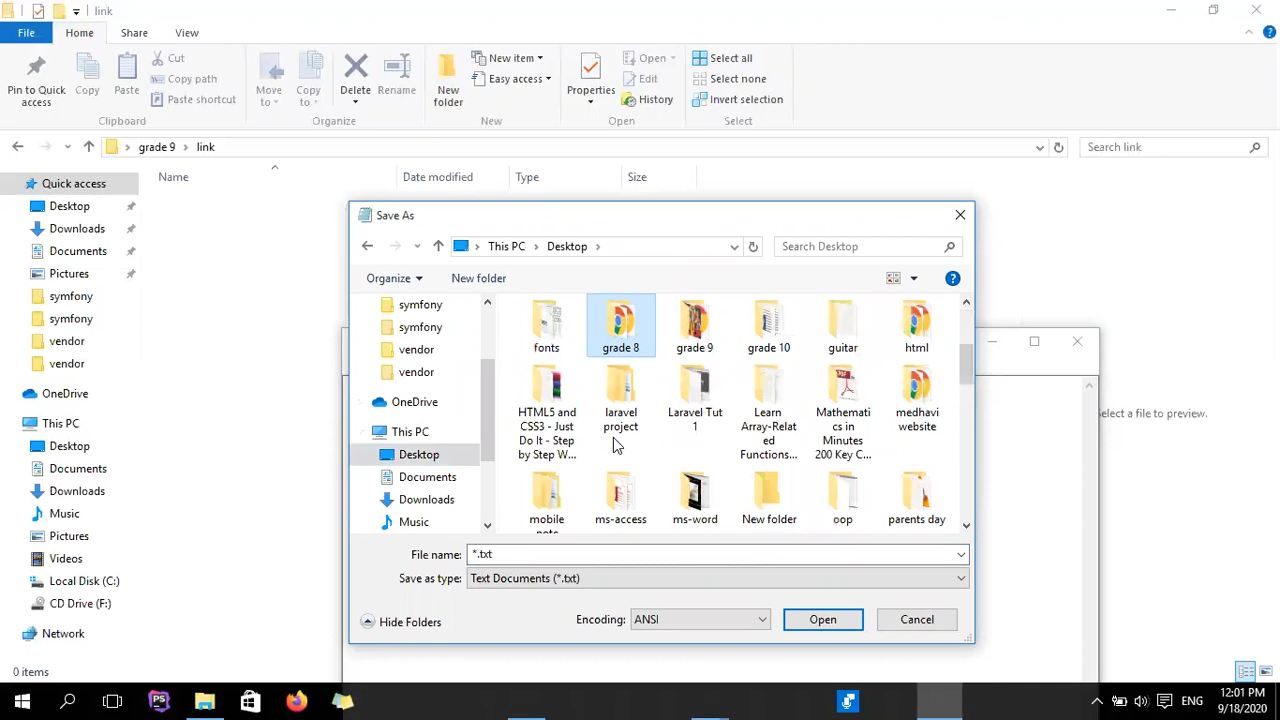 link
File
Home
Share
View
Pin to Quick access
Copy
Paste
Cut
Copy path
Paste shortcut
Clipboard
Move to
Copy to
Delete
Rename
Organize
New folder
New item
Easy access
New
Properties
Open
Edit
History
Open
Select all
Select none
Invert selection
Select
grade 9
link
Search link
Quick access
Desktop
Downloads
Documents
Pictures
symfony
symfony
vendor
vendor
OneDrive
This PC
Desktop
Documents
Downloads
Music
Pictures
Videos
Local Disk (C:)
CD Drive (F:)
Network
0 items
Name
Date modified
Type
Size
Select a file to preview.
Save As
This PC
Desktop
Search Desktop
Organize
New folder
symfony
symfony
vendor
vendor
OneDrive
This PC
Desktop
Documents
Downloads
Music
fonts
grade 8
grade 9
grade 10
guitar
html
HTML5 and
CSS3 - Just
Do It - Step
by Step W...
laravel
project
Laravel Tut
1
Learn
Array-Relat
ed
Functions...
Mathemati
cs in
Minutes
200 Key C...
medhavi
website
mobile
ms-access
ms-word
New folder
oop
parents day
File name: *.txt
Save as type: Text Documents (*.txt)
Hide Folders
Encoding: ANSI
Open
Cancel
PS
ENG
12:01 PM
9/18/2020